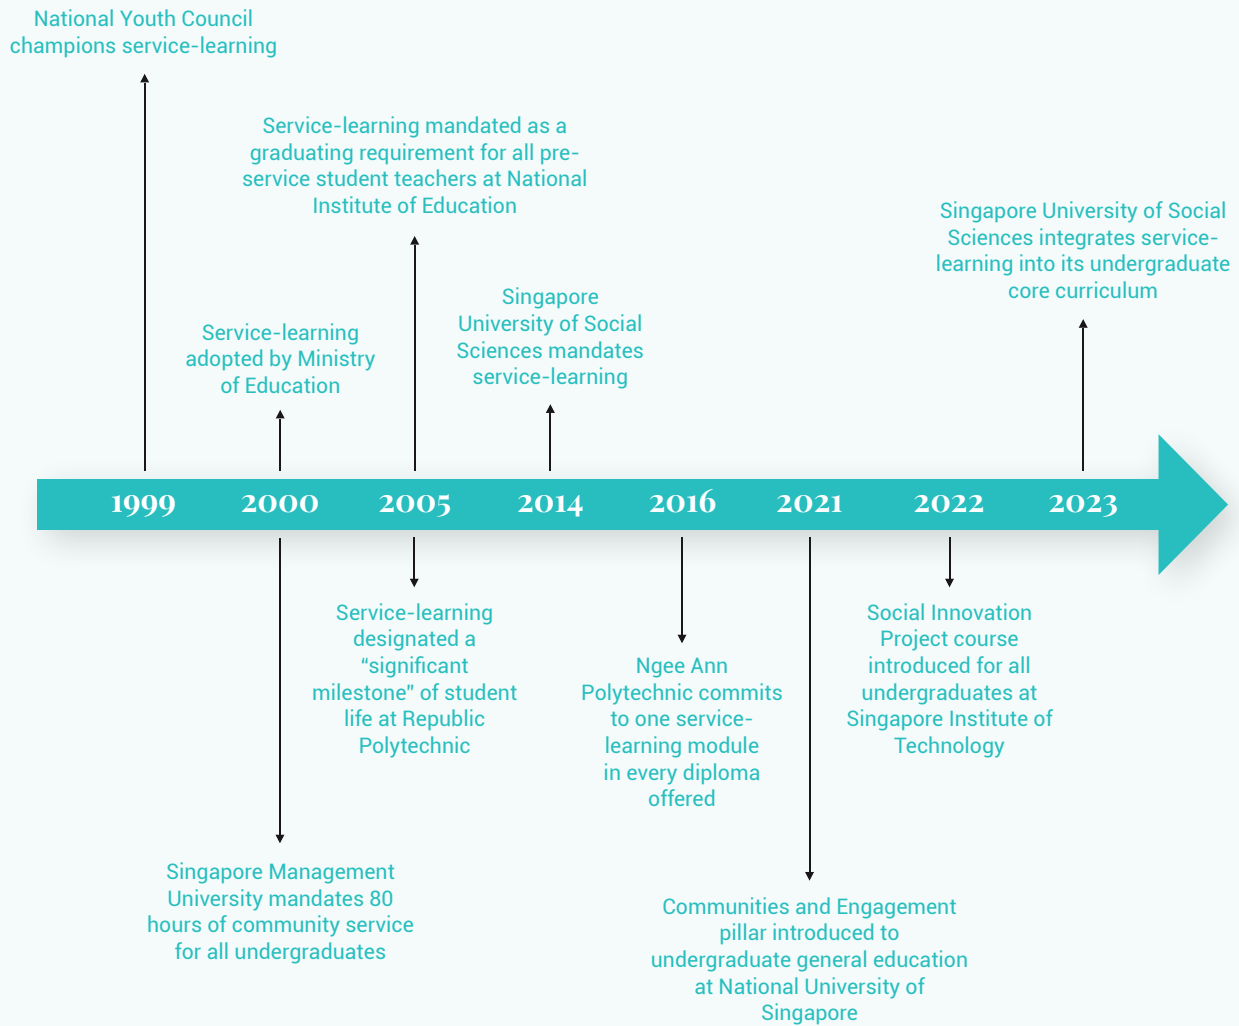 National Youth Council
champions service-learning
Service-learning mandated as a
graduating requirement for all pre-
service student teachers at National
Institute of Education
Singapore University of Social
Sciences integrates service-
learning into its undergraduate
core curriculum
Singapore
University of Social
Sciences mandates
service-learning
Service-learning
adopted by Ministry
of Education
1999 2000 2005 2014 2016 2021 2022 2023
Service-learning
designated a
“significant
milestone" of student
life at Republic
Polytechnic
Social Innovation
Project course
introduced for all
undergraduates at
Singapore Institute of
Technology
Ngee Ann
Polytechnic commits
to one service-
learning module
in every diploma
offered
Singapore Management
University mandates 80
hours of community service
for all undergraduates
Communities and Engagement
pillar introduced to
undergraduate general education
at National University of
Singapore